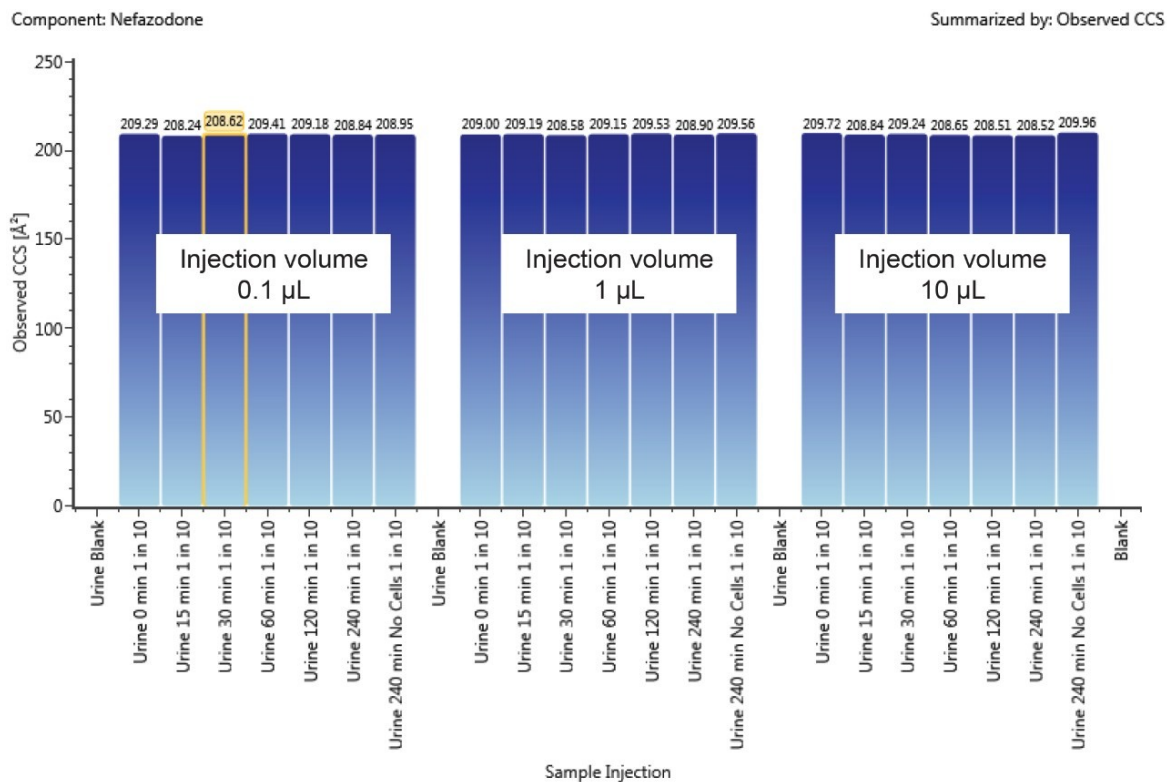 Component: Nefazodone
Summarized by: Observed CCS
Observed CCS [Å²]
250
200
150
100
50
0
209.29 208.24 208.62 209.41 209.18 208.84 208.95
209.00 209.19 208.58 209.15 209.53 208.90 209.56
209.72 208.84 209.24 208.65 208.51 208.52 209.96
Injection volume
0.1 µL
Injection volume
1 µL
Injection volume
10 µL
Urine Blank
Urine 0 min 1 in 10
Urine 15 min 1 in 10
Urine 30 min 1 in 10
Urine 60 min 1 in 10
Urine 120 min 1 in 10
Urine 240 min 1 in 10
Urine 240 min No Cells 1 in 10
Urine Blank
Urine 0 min 1 in 10
Urine 15 min 1 in 10
Urine 30 min 1 in 10
Urine 60 min 1 in 10
Urine 120 min 1 in 10
Urine 240 min 1 in 10
Urine 240 min No Cells 1 in 10
Urine Blank
Urine 0 min 1 in 10
Urine 15 min 1 in 10
Urine 30 min 1 in 10
Urine 60 min 1 in 10
Urine 120 min 1 in 10
Urine 240 min 1 in 10
Urine 240 min No Cells 1 in 10
Blank
Sample Injection